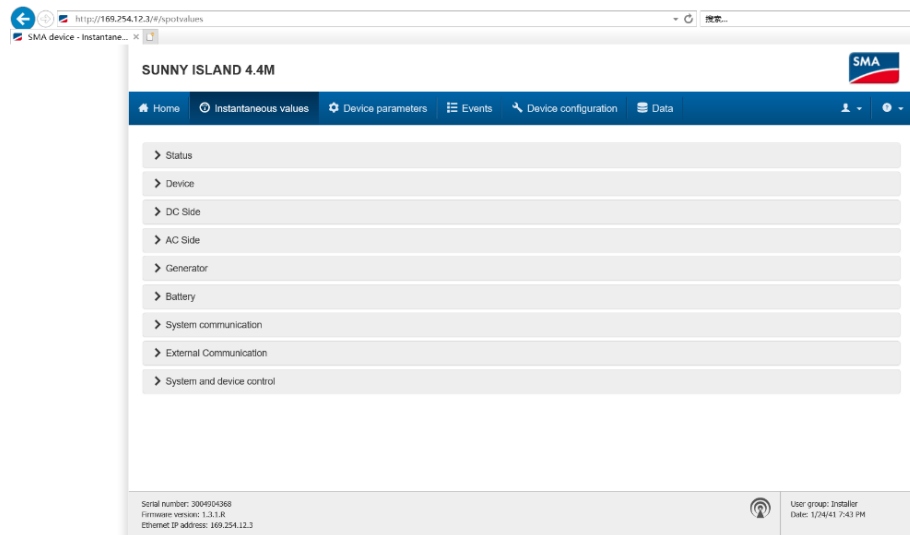 http://169.254.12.3/#/spotvalues
搜索...
SMA device - Instantane...
SUNNY ISLAND 4.4M
SMA
Home Instantaneous values Device parameters Events Device configuration Data
Status
Device
DC Side
AC Side
Generator
Battery
System communication
External Communication
System and device control
Serial number: 3004904368
Firmware version: 1.3.1.R
Ethernet IP address: 169.254.12.3
User group: Installer
Date: 1/24/41 7:43 PM